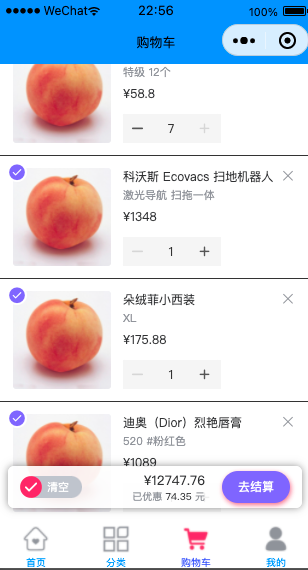 WeChat 22:56 100%
购物车
特级 12个
¥58.8
7
科沃斯 Ecovacs 扫地机器人
激光导航 扫拖一体
¥1348
1
朵绒菲小西装
XL
¥175.88
1
迪奥（Dior）烈艳唇膏
520 #粉红色
¥1089
清空
¥12747.76
已优惠 74.35 元
去结算
首页 分类 购物车 我的